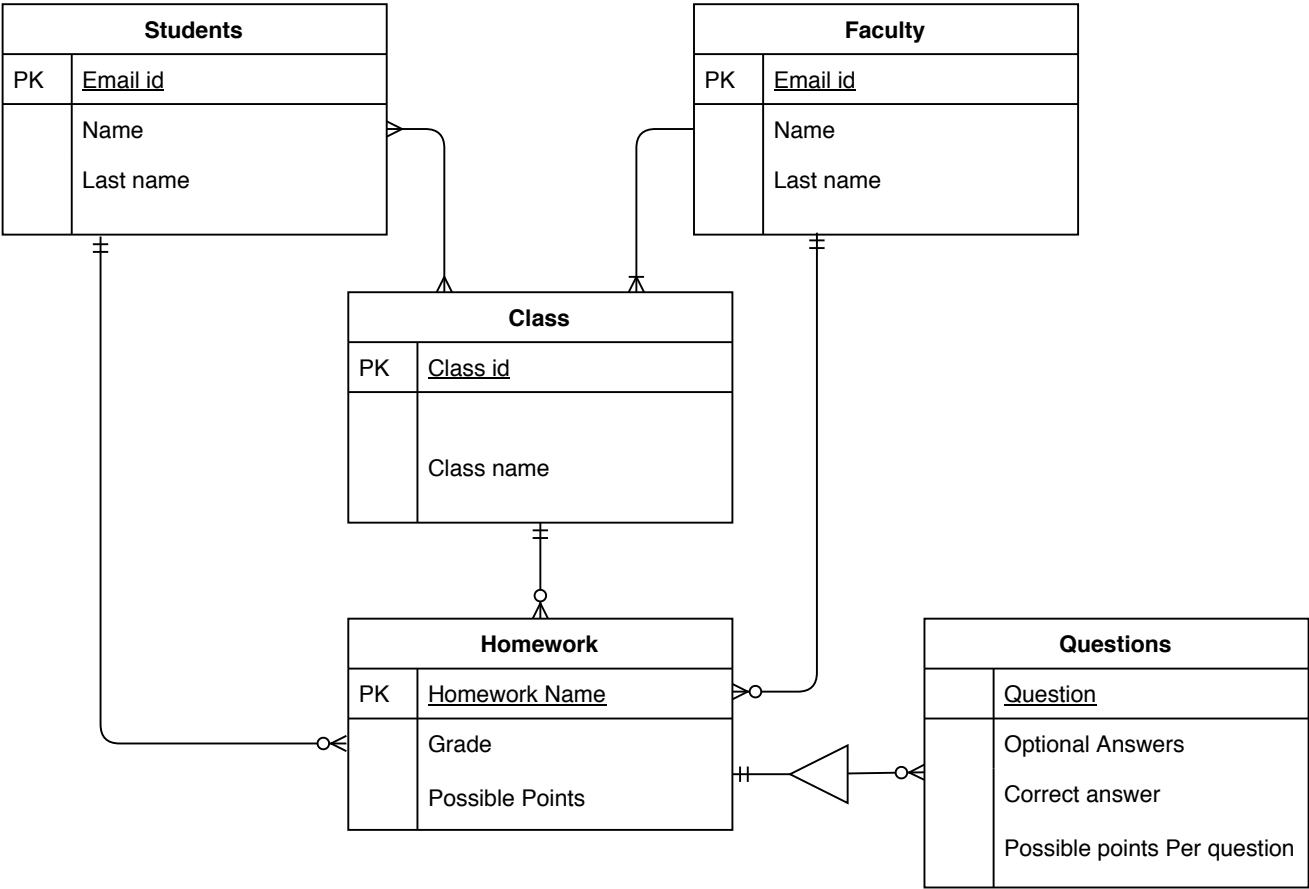 Students
PK Email id
Name
Last name
Faculty
PK Email id
Name
Last name
Class
PK Class id
Class name
Homework
PK Homework Name
Grade
Possible Points
Questions
Question
Optional Answers
Correct answer
Possible points Per question